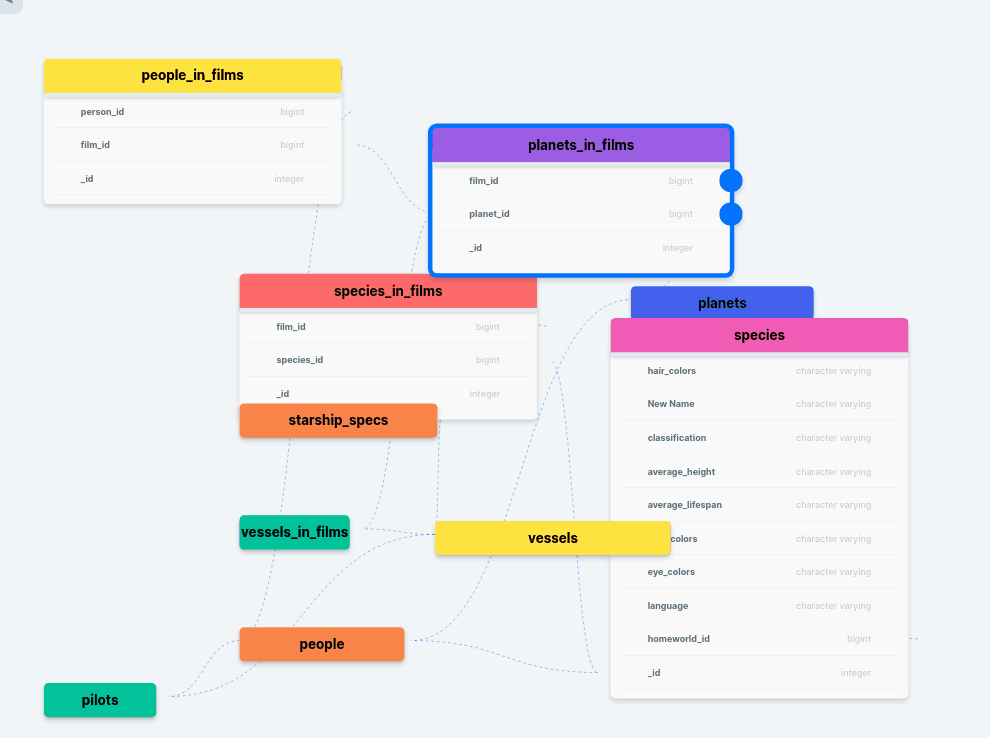 people_in_films
person_id bigint
film_id bigint
_id integer
planets_in_films
film_id bigint
planet_id bigint
_id integer
species_in_films
film_id bigint
species_id bigint
_id integer
planets
species
hair_colors character varying
New Name character varying
classification character varying
average_height character varying
average_lifespan character varying
colors character varying
eye_colors character varying
language character varying
homeworld_id bigint
_id integer
starship_specs
vessels_in_films
vessels
people
pilots